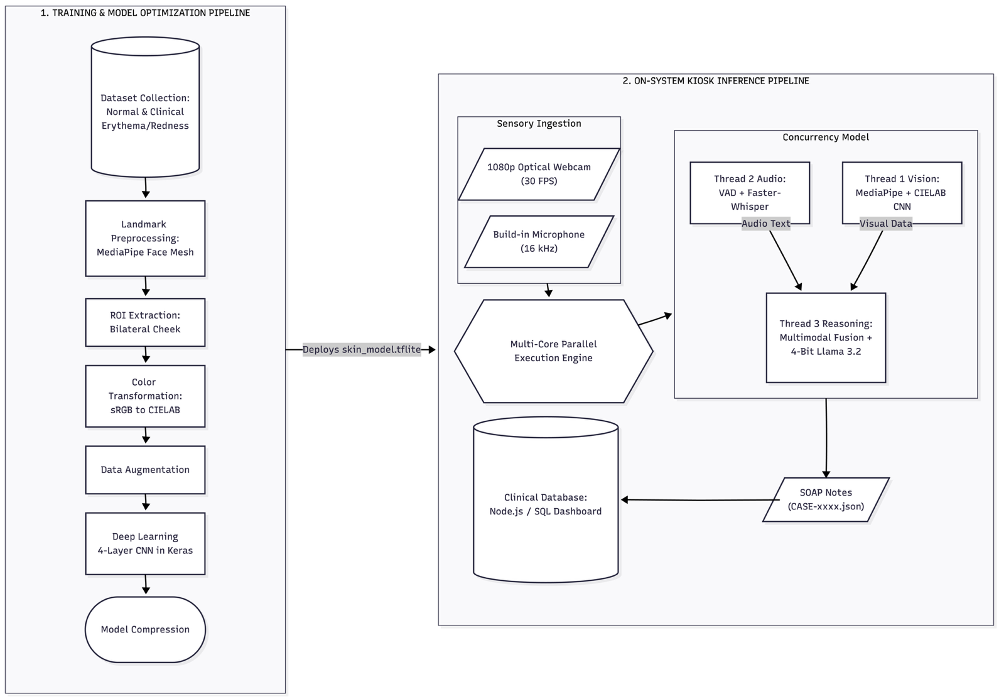 1. TRAINING & MODEL OPTIMIZATION PIPELINE
Dataset Collection:
Normal & Clinical
Erythema/Redness
Landmark
Preprocessing:
MediaPipe Face Mesh
ROI Extraction:
Bilateral Cheek
Color
Transformation:
sRGB to CIELAB
Data Augmentation
Deep Learning
4-Layer CNN in Keras
Model Compression
Deploys skin_model.tflite
2. ON-SYSTEM KIOSK INFERENCE PIPELINE
Sensory Ingestion
1080p Optical Webcam
(30 FPS)
Build-in Microphone
(16 kHz)
Multi-Core Parallel
Execution Engine
Concurrency Model
Thread 2 Audio:
VAD + Faster-
Whisper
Audio Text
Thread 1 Vision:
MediaPipe + CIELAB
CNN
Visual Data
Thread 3 Reasoning:
Multimodal Fusion +
4-Bit Llama 3.2
SOAP Notes
(CASE-xxxx.json)
Clinical Database:
Node.js / SQL Dashboard